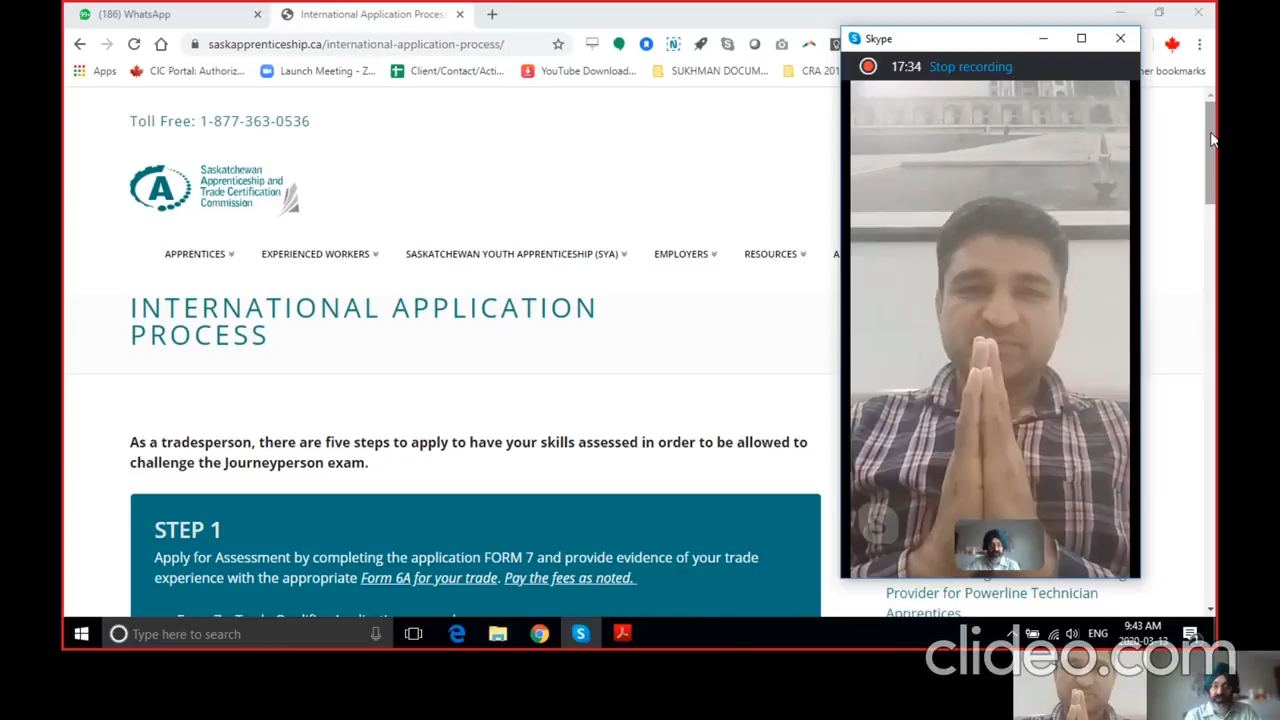 (186) WhatsApp
International Application Proces
saskapprenticeship.ca/international-application-process/
Apps
CIC Portal: Authoriz...
Launch Meeting - Z...
Client/Contact/Acti...
YouTube Download...
SUKHMAN DOCUM...
CRA 201
her bookmarks
Skype
17:34 Stop recording
Toll Free: 1-877-363-0536
A
Saskatchewan
Apprenticeship and
Trade Certification
Commission
APPRENTICES
EXPERIENCED WORKERS
SASKATCHEWAN YOUTH APPRENTICESHIP (SYA)
EMPLOYERS
RESOURCES
A
INTERNATIONAL APPLICATION
PROCESS
As a tradesperson, there are five steps to apply to have your skills assessed in order to be allowed to
challenge the Journeyperson exam.
STEP 1
Apply for Assessment by completing the application FORM 7 and provide evidence of your trade
experience with the appropriate Form 6A for your trade. Pay the fees as noted.
Provider for Powerline Technician
Apprentices
Type here to search
ENG
9:43 AM
2020-03-13
clideo.com